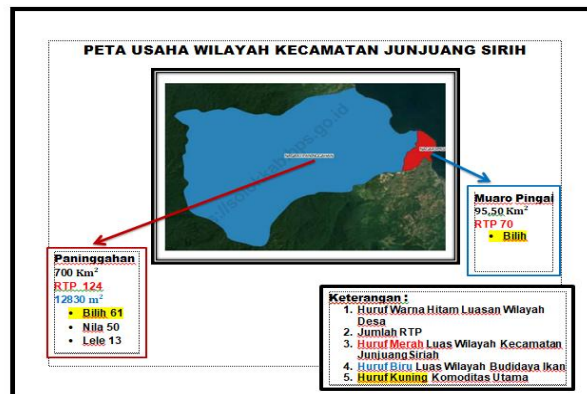 PETA USAHA WILAYAH KECAMATAN JUNJUANG SIRIH
Muaro Pingai
95,50 Km²
RTP 70
• Bilih
Paninggahan
700 Km²
RTP 124
12830 m²
• Bilih 61
• Nila 50
• Lele 13
Keterangan :
1. Huruf Warna Hitam Luasan Wilayah
Desa
2. Jumlah RTP
3. Huruf Merah Luas Wilayah Kecamatan
Junjuang Siriah
4. Huruf Biru Luas Wilayah Budidaya Ikan
5. Huruf Kuning Komoditas Utama